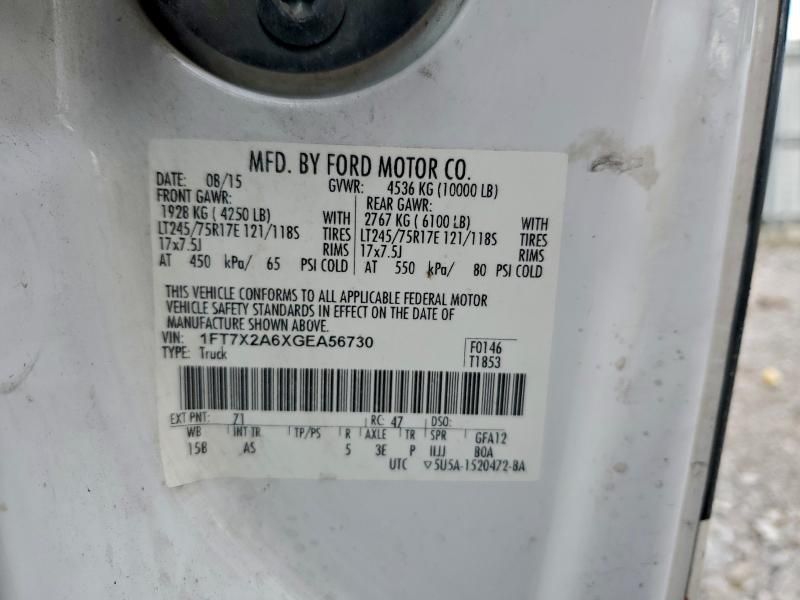 MFD. BY FORD MOTOR CO.
DATE: 08/15 GVWR: 4536 KG (10000 LB)
FRONT GAWR: REAR GAWR:
1928 KG ( 4250 LB) WITH 2767 KG ( 6100 LB) WITH
LT245/75R17E 121/118S TIRES LT245/75R17E 121/118S TIRES
17x7.5J RIMS 17x7.5J RIMS
AT 450 kPa/ 65 PSI COLD AT 550 kPa/ 80 PSI COLD
THIS VEHICLE CONFORMS TO ALL APPLICABLE FEDERAL MOTOR
VEHICLE SAFETY STANDARDS IN EFFECT ON THE DATE OF
MANUFACTURE SHOWN ABOVE.
VIN: 1FT7X2A6XGEA56730 F0146
TYPE: Truck T1853
EXT PNT: 71 RC: 47 DSO:
WB INT TR TP/PS R AXLE TR SPR GFA12
158 AS 5 3E P IIJJ BOA
UTC ▽5U5A-1520472-BA